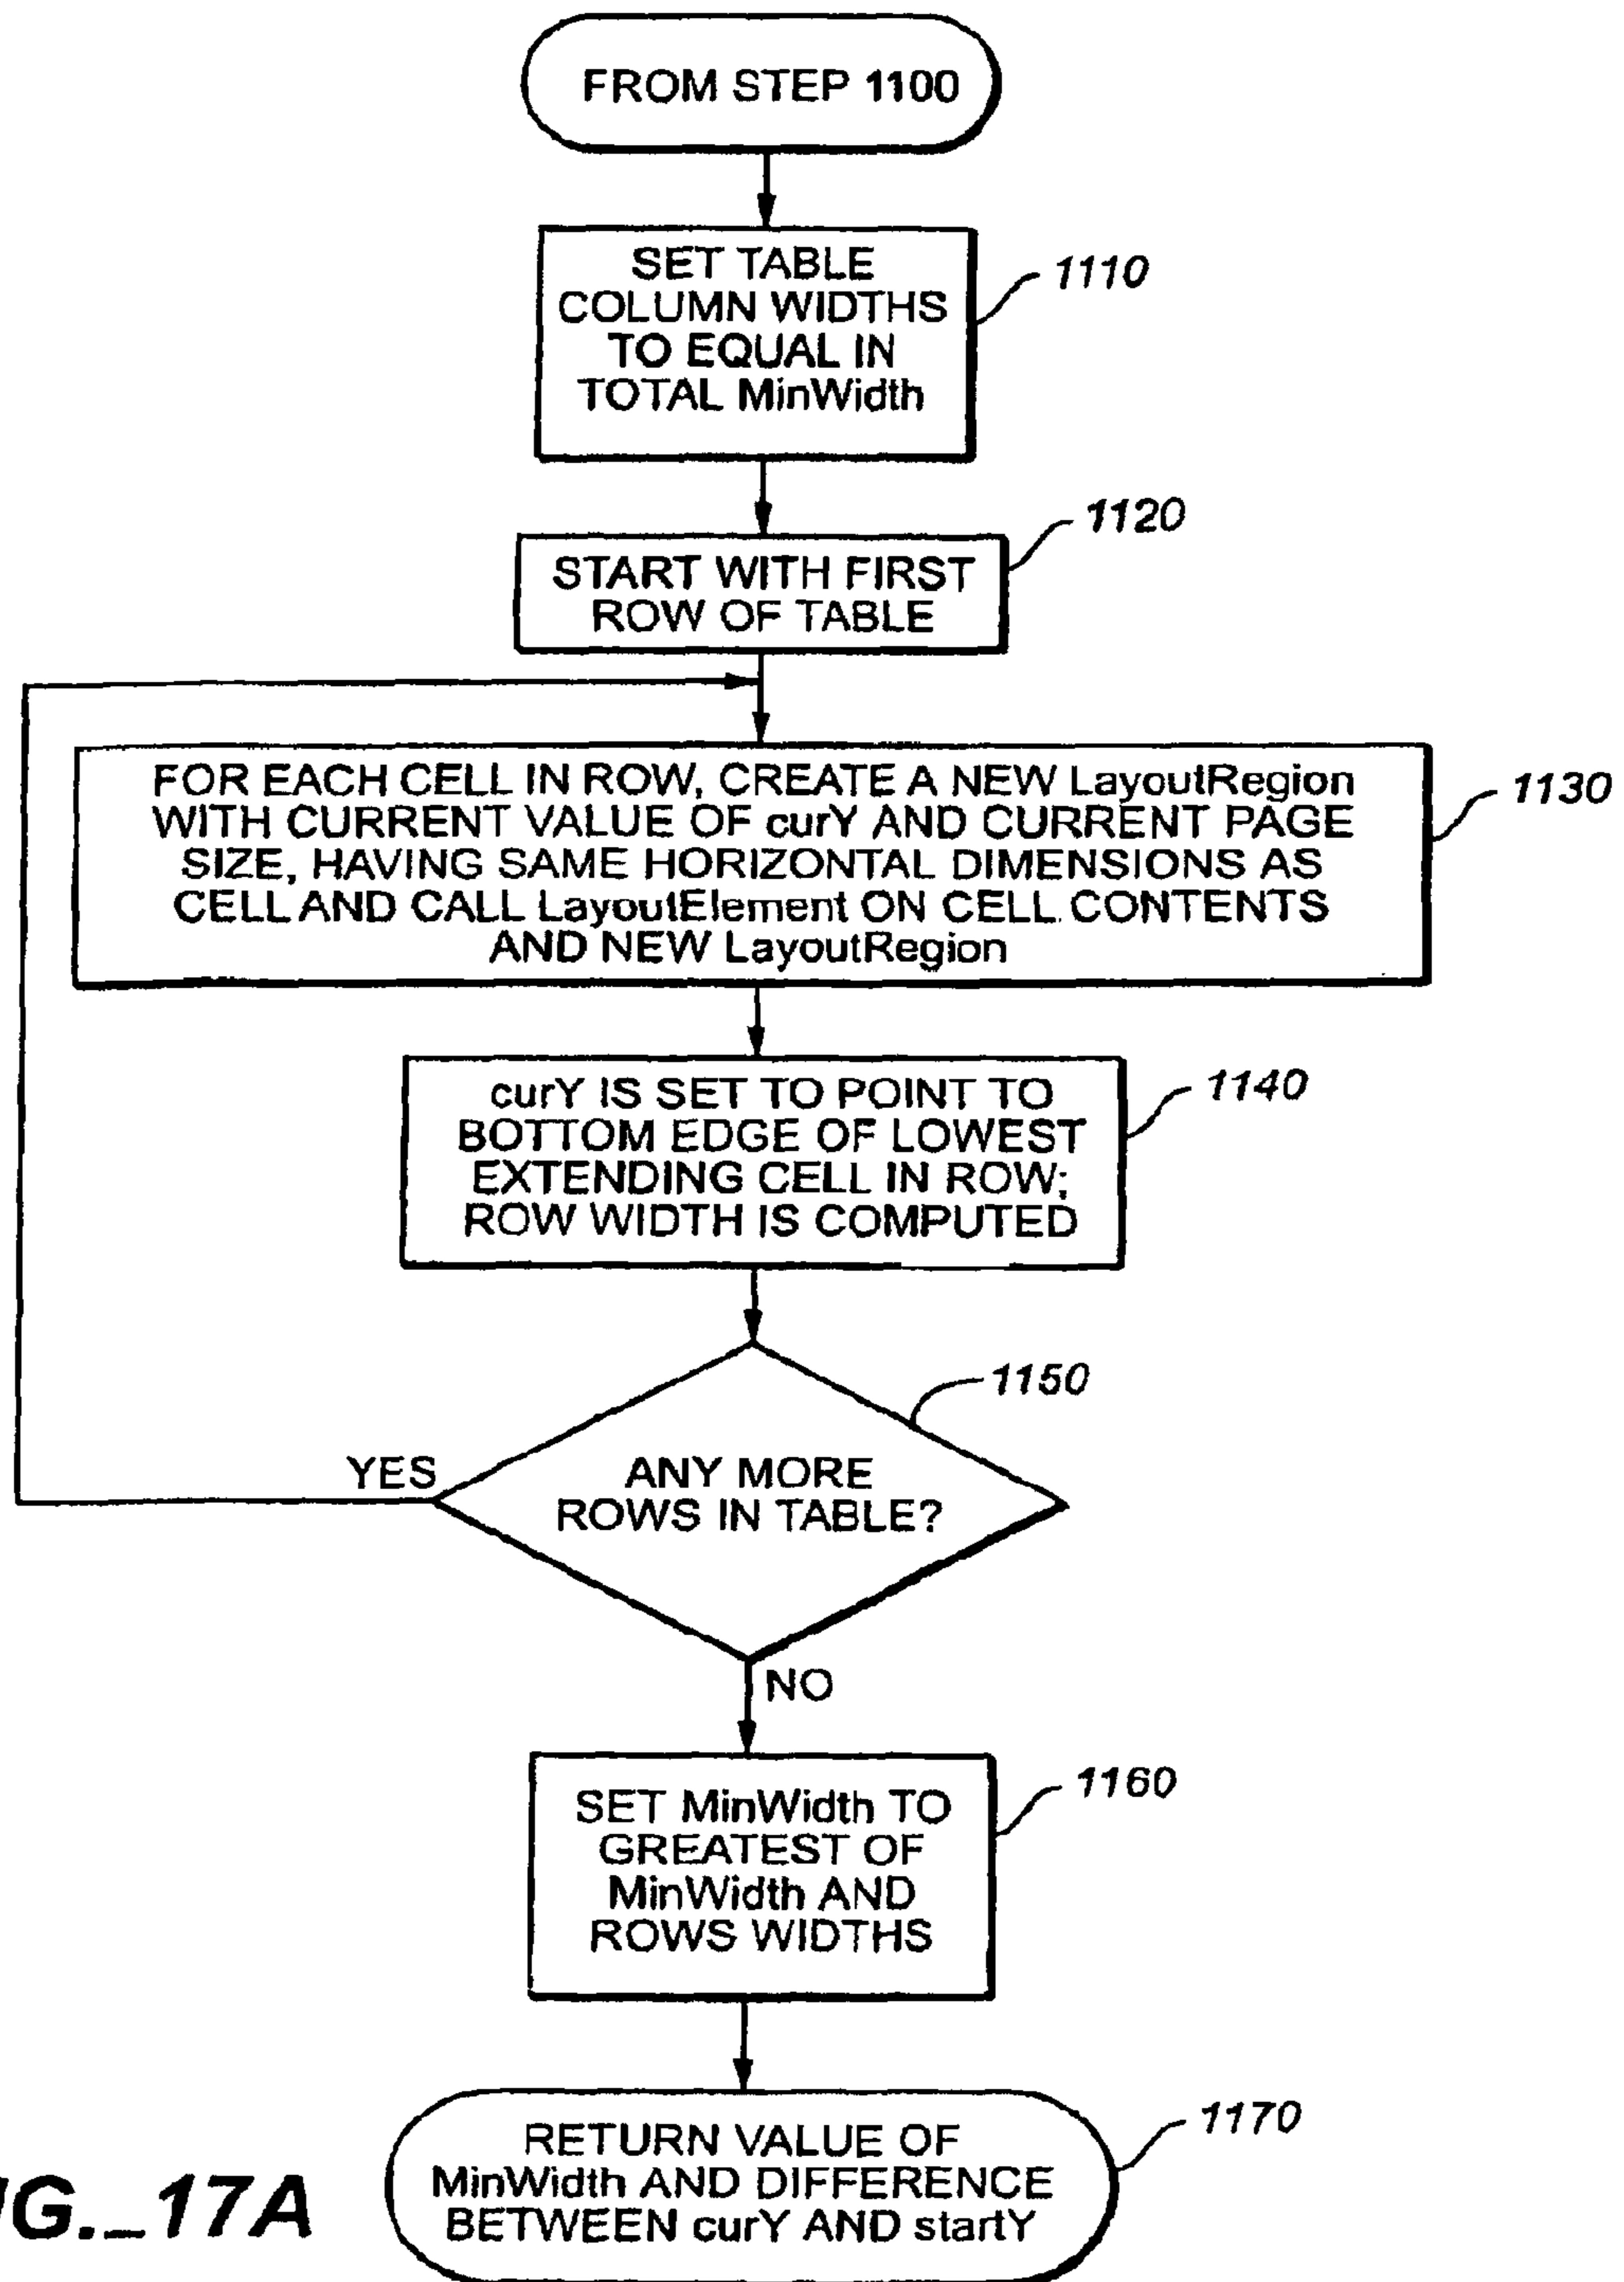 FROM STEP 1100
SET TABLE
COLUMN WIDTHS
TO EQUAL IN
TOTAL MinWidth
1110
START WITH FIRST
ROW OF TABLE
1120
FOR EACH CELL IN ROW, CREATE A NEW LayoutRegion
WITH CURRENT VALUE OF curY AND CURRENT PAGE
SIZE, HAVING SAME HORIZONTAL DIMENSIONS AS
CELL AND CALL LayoutElement ON CELL CONTENTS
AND NEW LayoutRegion
1130
curY IS SET TO POINT TO
BOTTOM EDGE OF LOWEST
EXTENDING CELL IN ROW;
ROW WIDTH IS COMPUTED
1140
1150
YES
ANY MORE
ROWS IN TABLE?
NO
SET MinWidth TO
GREATEST OF
MinWidth AND
ROWS WIDTHS
1160
RETURN VALUE OF
MinWidth AND DIFFERENCE
BETWEEN curY AND startY
1170
IG._17A